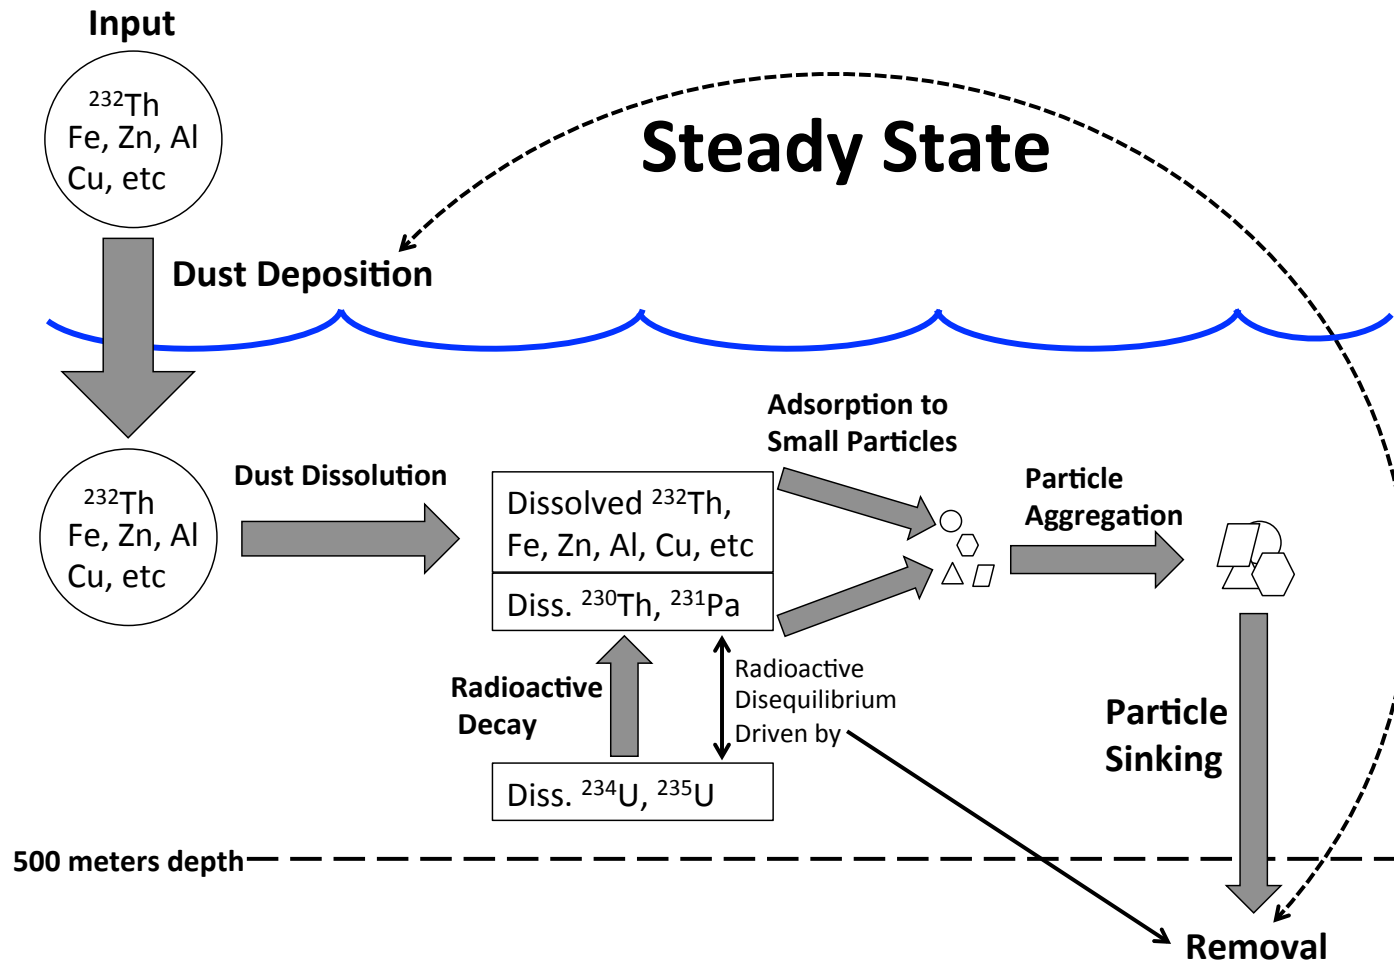 Input
²³²Th
Fe, Zn, Al
Cu, etc
Steady State
Dust Deposition
²³²Th
Fe, Zn, Al
Cu, etc
Dust Dissolution
Dissolved ²³²Th,
Fe, Zn, Al, Cu, etc
Diss. ²³⁰Th, ²³¹Pa
Adsorption to
Small Particles
Particle
Aggregation
Radioactive
Decay
Radioactive
Disequilibrium
Driven by
Diss. ²³⁴U, ²³⁵U
Particle
Sinking
500 meters depth
Removal